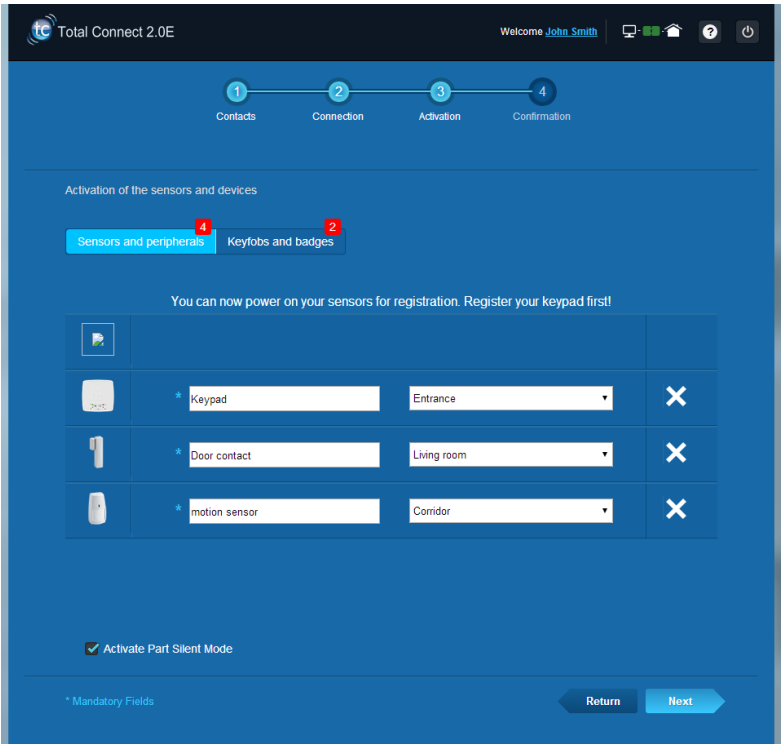 tc Total Connect 2.0E
Welcome John Smith
?
1 2 3 4
Contacts Connection Activation Confirmation
Activation of the sensors and devices
4 2
Sensors and peripherals Keyfobs and badges
You can now power on your sensors for registration. Register your keypad first!
* Keypad Entrance
* Door contact Living room
* motion sensor Corridor
Activate Part Silent Mode
* Mandatory Fields Return Next